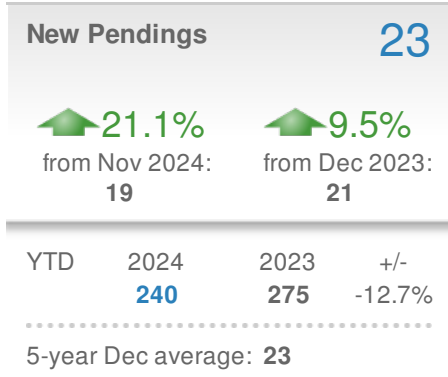 New Pendings 23
21.1% 9.5%
from Nov 2024: from Dec 2023:
19 21
YTD 2024 2023 +/-
240 275 -12.7%
5-year Dec average: 23